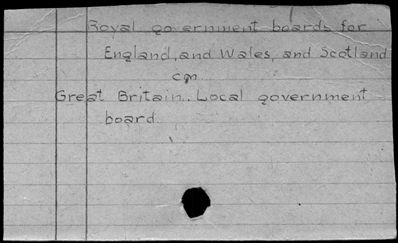 Royal government boards for
England, and Wales, and Scotland
cm
Great Britain. Local government
board.